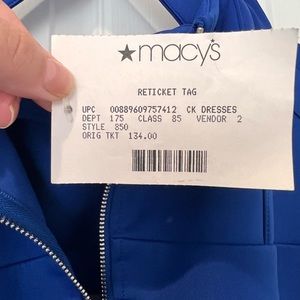 ★macy's
RETICKET TAG
UPC 00889609757412 CK DRESSES
DEPT 175 CLASS 85 VENDOR 2
STYLE 850
ORIG TKT 134.00